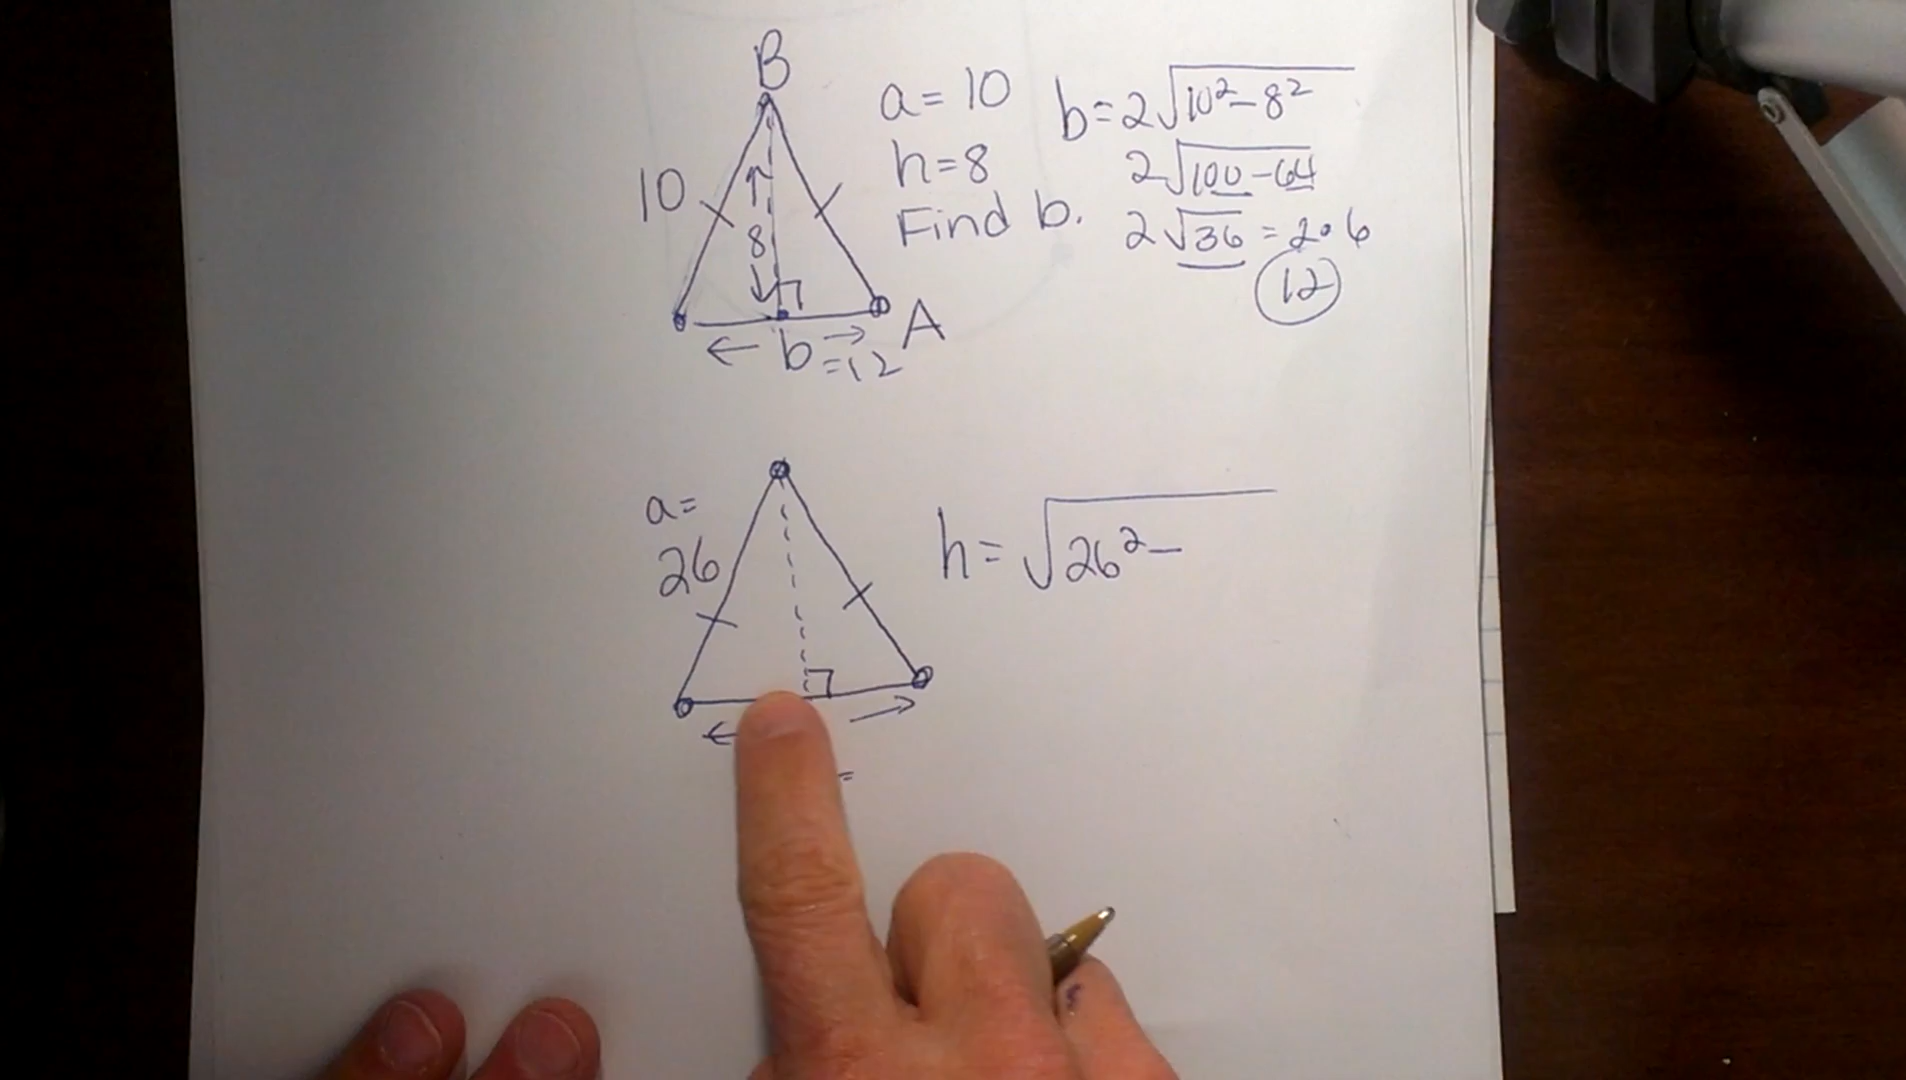 B
a = 10
b = 2√10² - 8²
10
8
h = 8
2√100 - 64
Find b.
2√36 = 2 • 6
12
A
b = 12
a =
26
h = √26² -
=